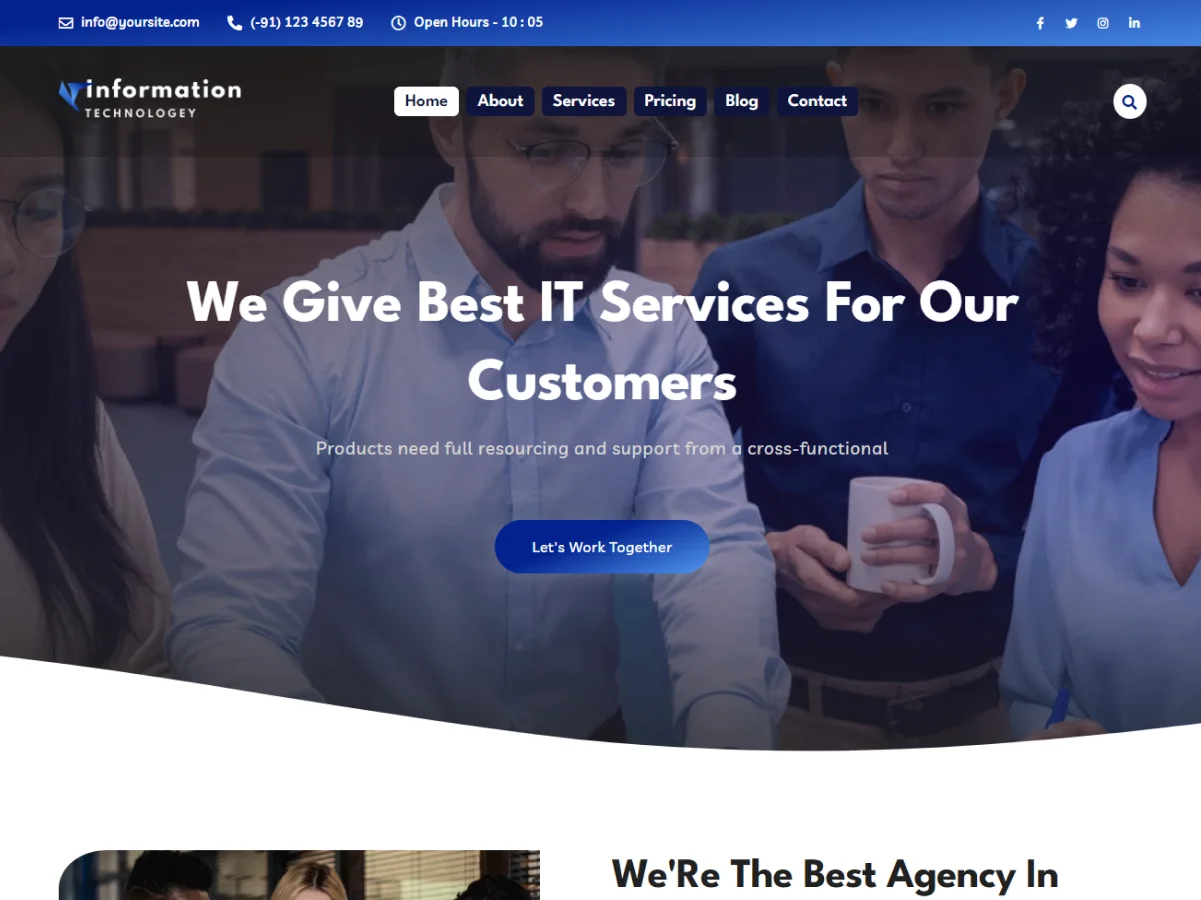 info@yoursite.com (-91) 123 4567 89 Open Hours - 10 : 05
information
TECHNOLOGEY
Home About Services Pricing Blog Contact
We Give Best IT Services For Our
Customers
Products need full resourcing and support from a cross-functional
Let's Work Together
We'Re The Best Agency In